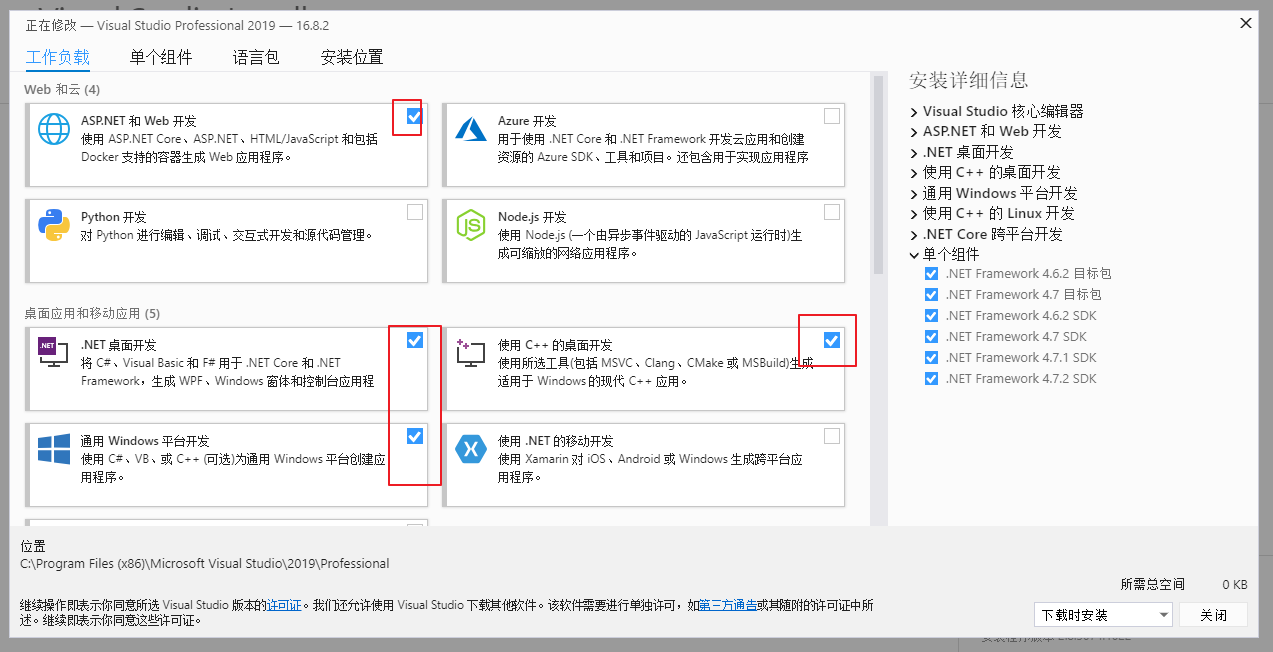 正在修改 — Visual Studio Professional 2019 — 16.8.2
工作负载 单个组件 语言包 安装位置
Web 和云 (4)
ASP.NET 和 Web 开发
使用 ASP.NET Core、ASP.NET、HTML/JavaScript 和包括
Docker 支持的容器生成 Web 应用程序。
Azure 开发
用于使用 .NET Core 和 .NET Framework 开发云应用和创建
资源的 Azure SDK、工具和项目。还包含用于实现应用程序
Python 开发
对 Python 进行编辑、调试、交互式开发和源代码管理。
Node.js 开发
使用 Node.js (一个由异步事件驱动的 JavaScript 运行时)生
成可缩放的网络应用程序。
桌面应用和移动应用 (5)
.NET
.NET 桌面开发
将 C#、Visual Basic 和 F# 用于 .NET Core 和 .NET
Framework，生成 WPF、Windows 窗体和控制台应用程
使用 C++ 的桌面开发
使用所选工具(包括 MSVC、Clang、CMake 或 MSBuild)生成
适用于 Windows 的现代 C++ 应用。
通用 Windows 平台开发
使用 C#、VB、或 C++ (可选)为通用 Windows 平台创建应
用程序。
使用 .NET 的移动开发
使用 Xamarin 对 iOS、Android 或 Windows 生成跨平台应
用程序。
安装详细信息
Visual Studio 核心编辑器
ASP.NET 和 Web 开发
.NET 桌面开发
使用 C++ 的桌面开发
通用 Windows 平台开发
使用 C++ 的 Linux 开发
.NET Core 跨平台开发
单个组件
.NET Framework 4.6.2 目标包
.NET Framework 4.7 目标包
.NET Framework 4.6.2 SDK
.NET Framework 4.7 SDK
.NET Framework 4.7.1 SDK
.NET Framework 4.7.2 SDK
位置
C:\Program Files (x86)\Microsoft Visual Studio\2019\Professional
所需总空间 0 KB
继续操作即表示你同意所选 Visual Studio 版本的许可证。我们还允许使用 Visual Studio 下载其他软件。该软件需要进行单独许可，如第三方通告或其随附的许可证中所
述。继续即表示你同意这些许可证。
下载时安装 关闭